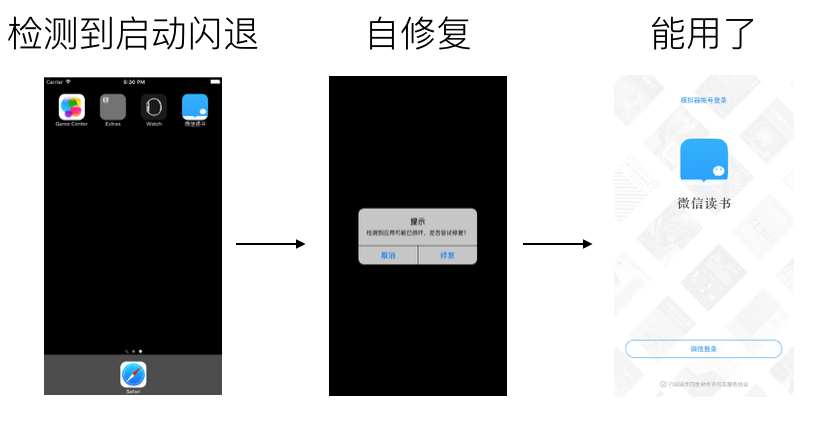 检测到启动闪退
自修复
能用了
Carrier
9:30 PM
Game Center
Extras
Watch
微信读书
Safari
提示
检测到应用可能已损坏，是否尝试修复？
取消
修复
模拟器帐号登录
微信读书
微信登录